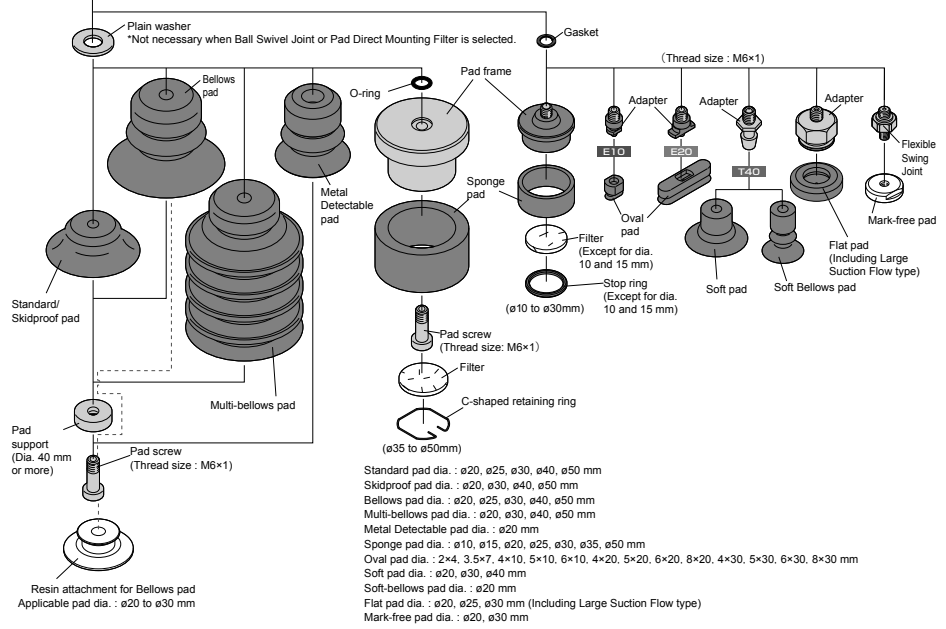 Plain washer
*Not necessary when Ball Swivel Joint or Pad Direct Mounting Filter is selected.
Gasket
(Thread size : M6×1)
Bellows
pad
O-ring
Pad frame
Adapter
Adapter
Adapter
E10
E20
T40
Flexible
Swing
Joint
Metal
Detectable
pad
Sponge
pad
Oval
pad
Mark-free pad
Filter
(Except for dia.
10 and 15 mm)
Flat pad
(Including Large
Suction Flow type)
Soft pad
Soft Bellows pad
Stop ring
(Except for dia.
10 and 15 mm)
(ø10 to ø30mm)
Standard/
Skidproof pad
Pad screw
(Thread size: M6×1)
Filter
Multi-bellows pad
C-shaped retaining ring
(ø35 to ø50mm)
Pad
support
(Dia. 40 mm
or more)
Pad screw
(Thread size : M6×1)
Resin attachment for Bellows pad
Applicable pad dia. : ø20 to ø30 mm
Standard pad dia. : ø20, ø25, ø30, ø40, ø50 mm
Skidproof pad dia. : ø20, ø30, ø40, ø50 mm
Bellows pad dia. : ø20, ø25, ø30, ø40, ø50 mm
Multi-bellows pad dia. : ø20, ø30, ø40, ø50 mm
Metal Detectable pad dia. : ø20 mm
Sponge pad dia. : ø10, ø15, ø20, ø25, ø30, ø35, ø50 mm
Oval pad dia. : 2×4, 3.5×7, 4×10, 5×10, 6×10, 4×20, 5×20, 6×20, 8×20, 4×30, 5×30, 6×30, 8×30 mm
Soft pad dia. : ø20, ø30, ø40 mm
Soft-bellows pad dia. : ø20 mm
Flat pad dia. : ø20, ø25, ø30 mm (Including Large Suction Flow type)
Mark-free pad dia. : ø20, ø30 mm